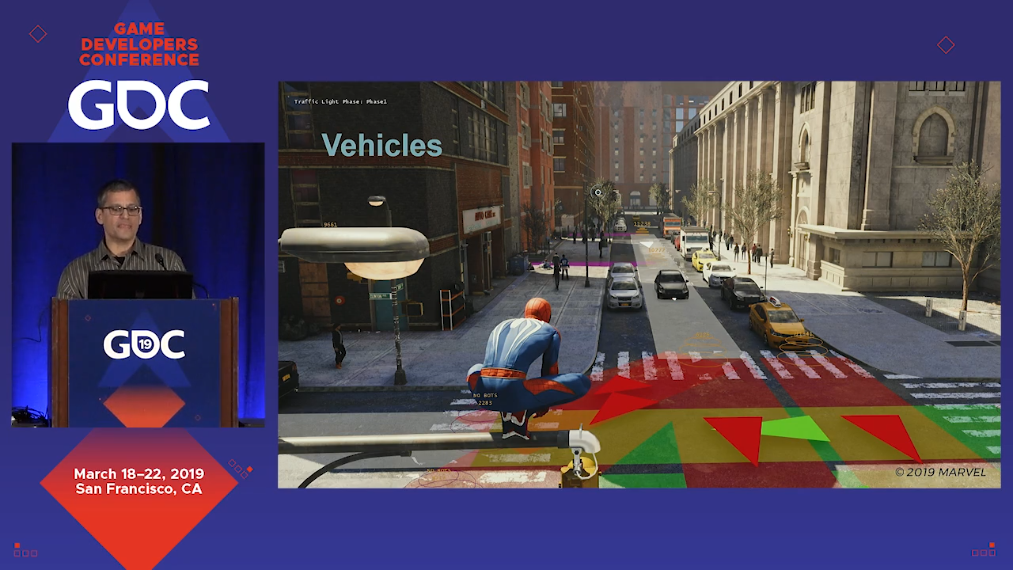 GAME
DEVELOPERS
CONFERENCE
GDC
Traffic Light Phase: Phase1
Vehicles
GDC
19
NO BOTS
2283
March 18–22, 2019
San Francisco, CA
© 2019 MARVEL